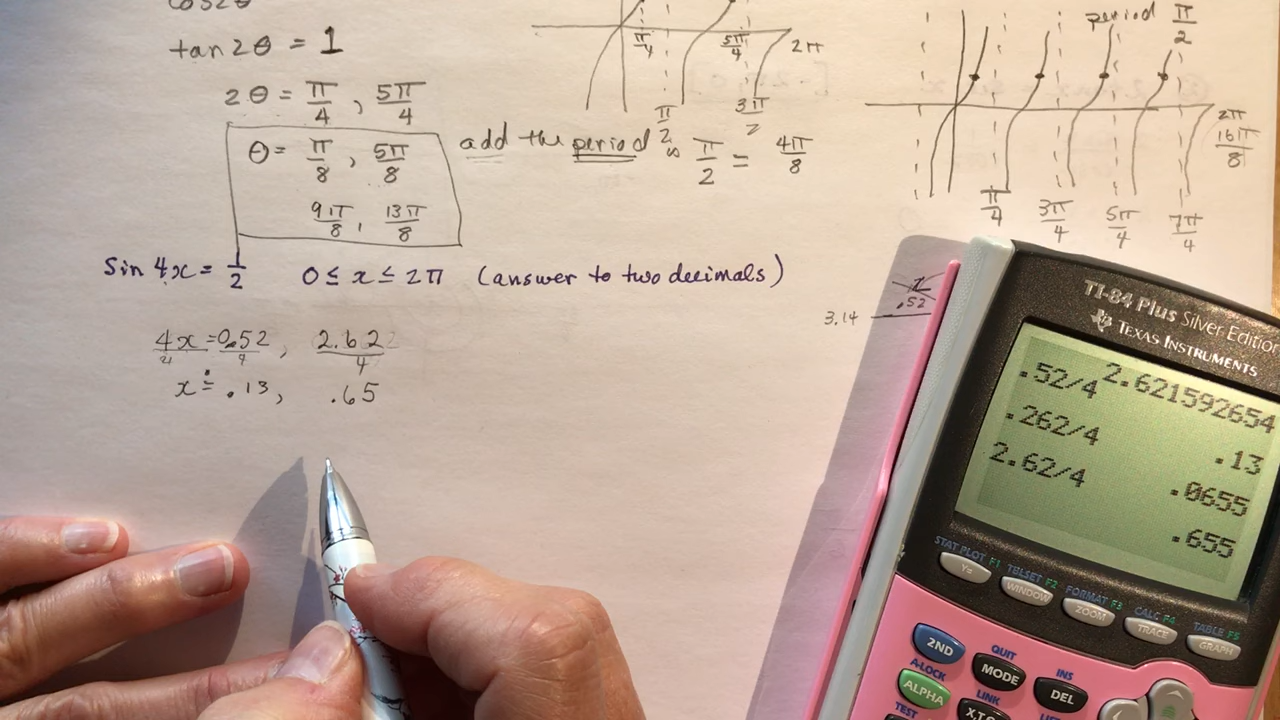 cos2θ
tan 2θ = 1
2θ = π/4 , 5π/4
θ = π/8 , 5π/8
9π/8 , 13π/8
add the period is π/2 = 4π/8
π/4 5π/4 2π
π/2 3π/2
period π/2
2π
16π/8
π/4 3π/4 5π/4 7π/4
Sin 4x = 1/2 0 ≤ x ≤ 2π (answer to two decimals)
4x = 0.52 , 2.62
4 4 4
x ≐ .13 , .65
3.14 .52
TI-84 Plus Silver Edition
TEXAS INSTRUMENTS
2.621592654
.52/4
.13
.262/4
.0655
2.62/4
.655
STAT PLOT F1 TBLSET F2 FORMAT F3 CALC F4 TABLE F5
Y= WINDOW ZOOM TRACE GRAPH
2ND QUIT MODE INS DEL
A-LOCK ALPHA LINK X,T,
TEST